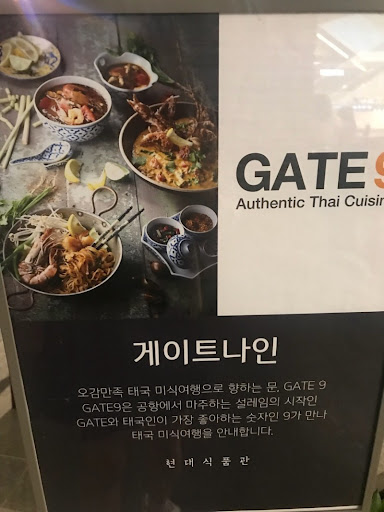 GATE 9
Authentic Thai Cuisin
게이트나인
오감만족 태국 미식여행으로 향하는 문, GATE 9
GATE9은 공항에서 마주하는 설레임의 시작인
GATE와 태국인이 가장 좋아하는 숫자인 9가 만나
태국 미식여행을 안내합니다.
현대식품관